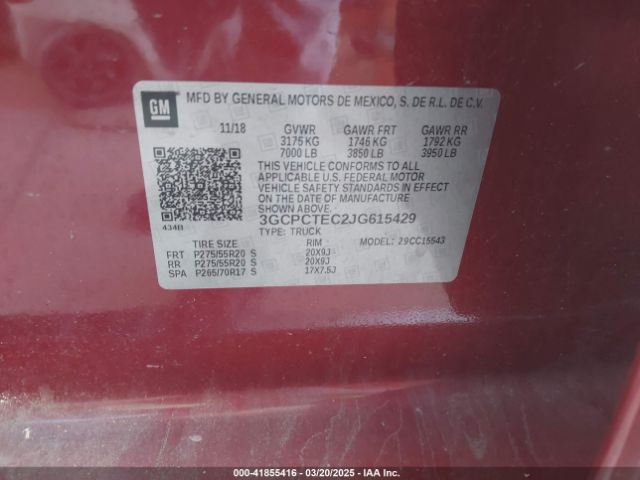 GM
MFD BY GENERAL MOTORS DE MEXICO, S. DE R.L. DE C.V.
11/18 GVWR GAWR FRT GAWR RR
3175 KG 1746 KG 1792 KG
7000 LB 3850 LB 3950 LB
THIS VEHICLE CONFORMS TO ALL
APPLICABLE U.S. FEDERAL MOTOR
VEHICLE SAFETY STANDARDS IN EFFECT
ON THE DATE OF MANUFACTURE
SHOWN ABOVE.
3GCPCTEC2JG615429
TYPE: TRUCK
TIRE SIZE RIM MODEL: 29CC15543
FRT P275/55R20 S 20X9J
RR P275/55R20 S 20X9J
SPA P265/70R17 S 17X7.5J
000-41855416 - 03/20/2025 - IAA Inc.